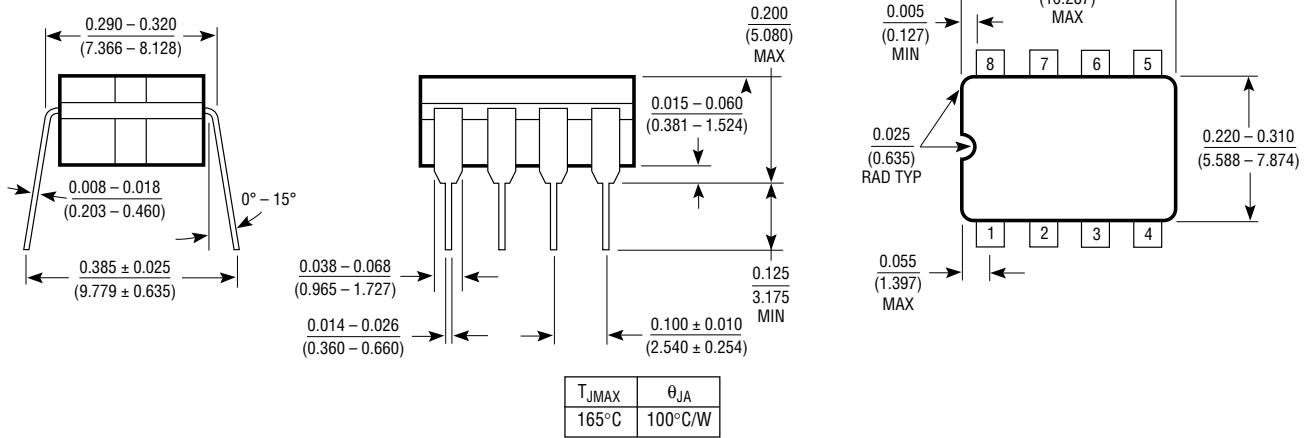 0.290 – 0.320
(7.366 – 8.128)
0.008 – 0.018
(0.203 – 0.460)
0° – 15°
0.385 ± 0.025
(9.779 ± 0.635)
0.200
(5.080)
MAX
0.015 – 0.060
(0.381 – 1.524)
0.038 – 0.068
(0.965 – 1.727)
0.014 – 0.026
(0.360 – 0.660)
0.100 ± 0.010
(2.540 ± 0.254)
0.125
3.175
MIN
MAX
0.005
(0.127)
MIN
8 7 6 5
0.025
(0.635)
RAD TYP
0.220 – 0.310
(5.588 – 7.874)
1 2 3 4
0.055
(1.397)
MAX
TJMAX θJA
165°C 100°C/W